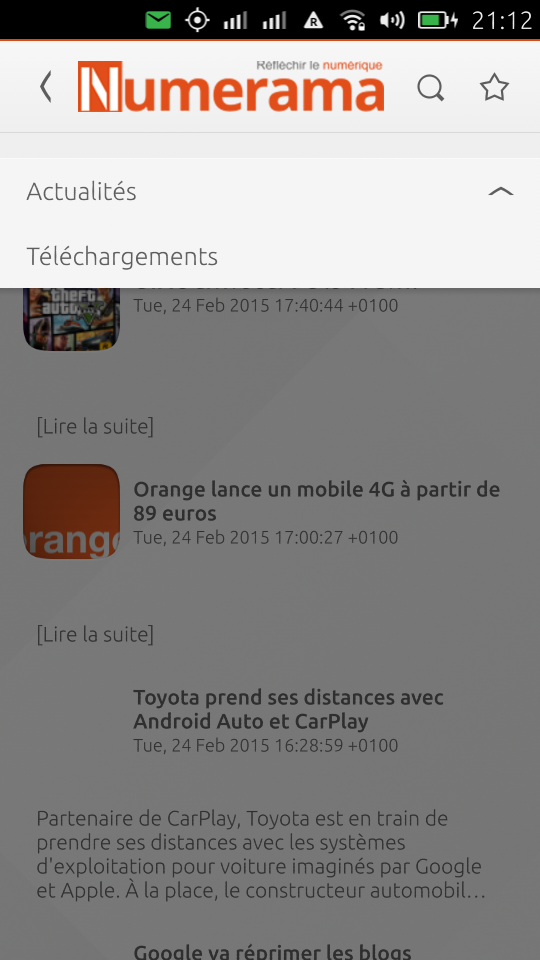 21:12
Réfléchir le numérique
Numerama
Actualités
Téléchargements
theft
auto
Tue, 24 Feb 2015 17:40:44 +0100
[Lire la suite]
range
Orange lance un mobile 4G à partir de
89 euros
Tue, 24 Feb 2015 17:00:27 +0100
[Lire la suite]
Toyota prend ses distances avec
Android Auto et CarPlay
Tue, 24 Feb 2015 16:28:59 +0100
Partenaire de CarPlay, Toyota est en train de
prendre ses distances avec les systèmes
d'exploitation pour voiture imaginés par Google
et Apple. À la place, le constructeur automobil…
Google va réprimer les blogs